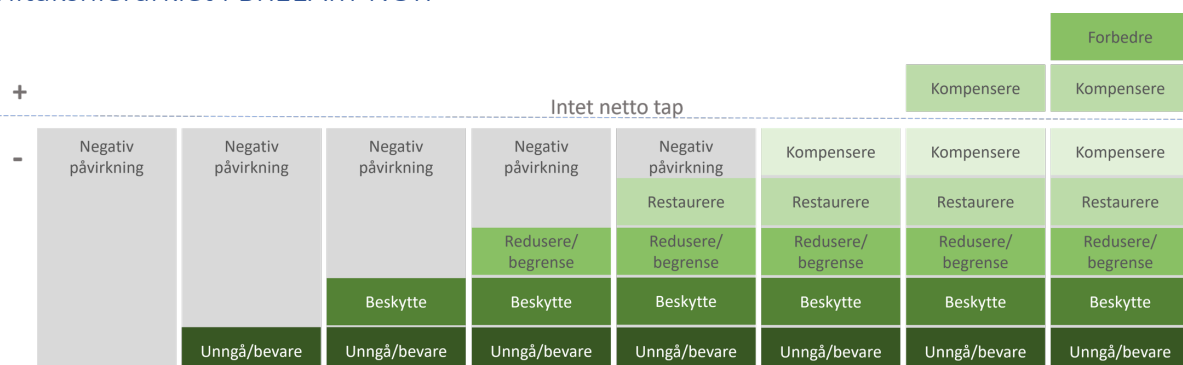 Forbedre
+
Kompensere Kompensere
Intet netto tap
-
Negativ påvirkning Negativ påvirkning Negativ påvirkning Negativ påvirkning Negativ påvirkning Kompensere Kompensere Kompensere
Restaurere Restaurere Restaurere Restaurere
Redusere/ begrense Redusere/ begrense Redusere/ begrense Redusere/ begrense Redusere/ begrense
Beskytte Beskytte Beskytte Beskytte Beskytte Beskytte
Unngå/bevare Unngå/bevare Unngå/bevare Unngå/bevare Unngå/bevare Unngå/bevare Unngå/bevare